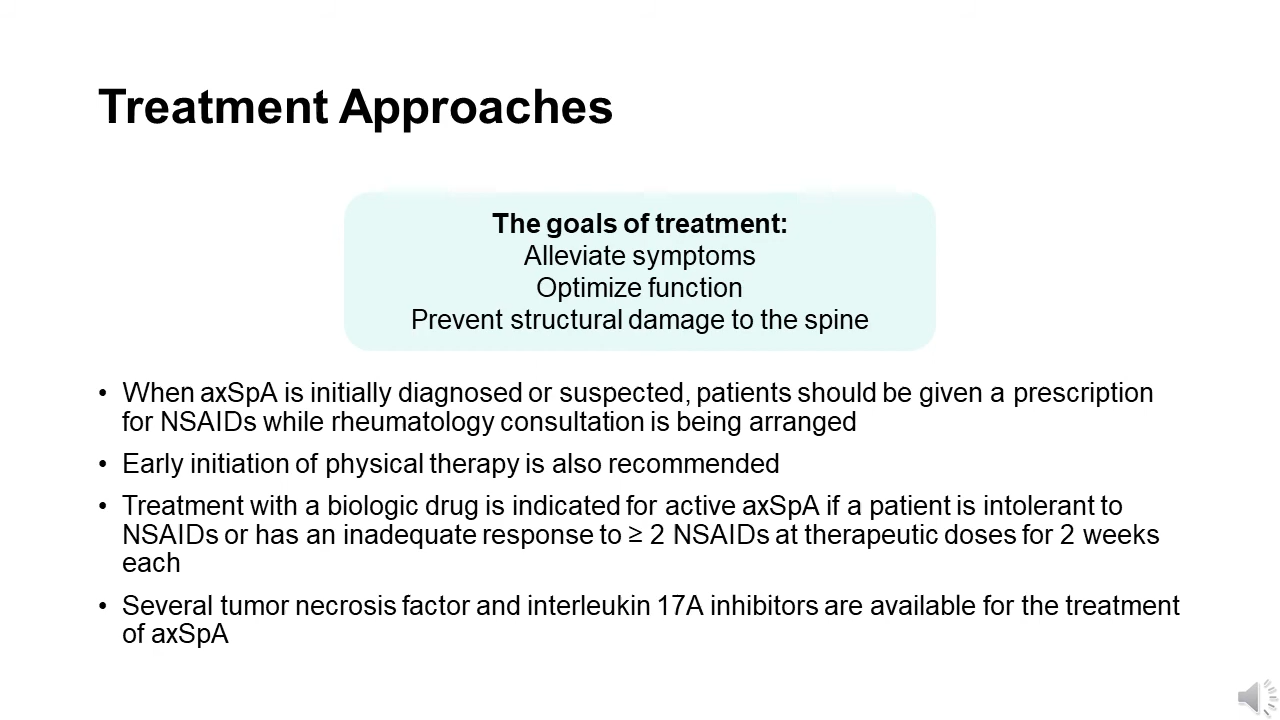 Treatment Approaches
The goals of treatment:
Alleviate symptoms
Optimize function
Prevent structural damage to the spine
• When axSpA is initially diagnosed or suspected, patients should be given a prescription
for NSAIDs while rheumatology consultation is being arranged
• Early initiation of physical therapy is also recommended
• Treatment with a biologic drug is indicated for active axSpA if a patient is intolerant to
NSAIDs or has an inadequate response to ≥ 2 NSAIDs at therapeutic doses for 2 weeks
each
• Several tumor necrosis factor and interleukin 17A inhibitors are available for the treatment
of axSpA